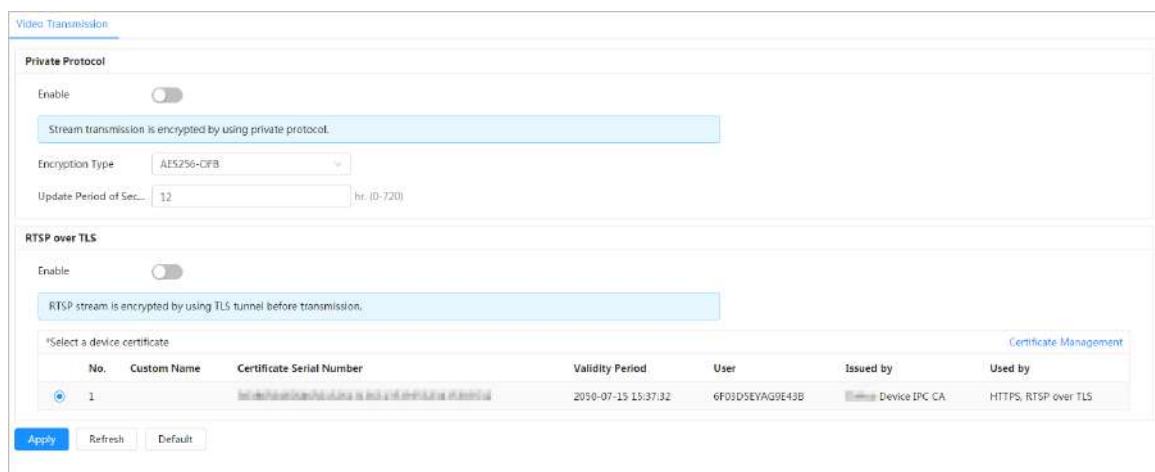 Video Transmission
Private Protocol
Enable
Stream transmission is encrypted by using private protocol.
Encryption Type AES256-OFB
Update Period of Sec... 12 hr. (0-720)
RTSP over TLS
Enable
RTSP stream is encrypted by using TLS tunnel before transmission.
*Select a device certificate Certificate Management
No. Custom Name Certificate Serial Number Validity Period User Issued by Used by
1 2050-07-15 15:37:32 6F03D5EYAG9E43B Device IPC CA HTTPS, RTSP over TLS
Apply Refresh Default